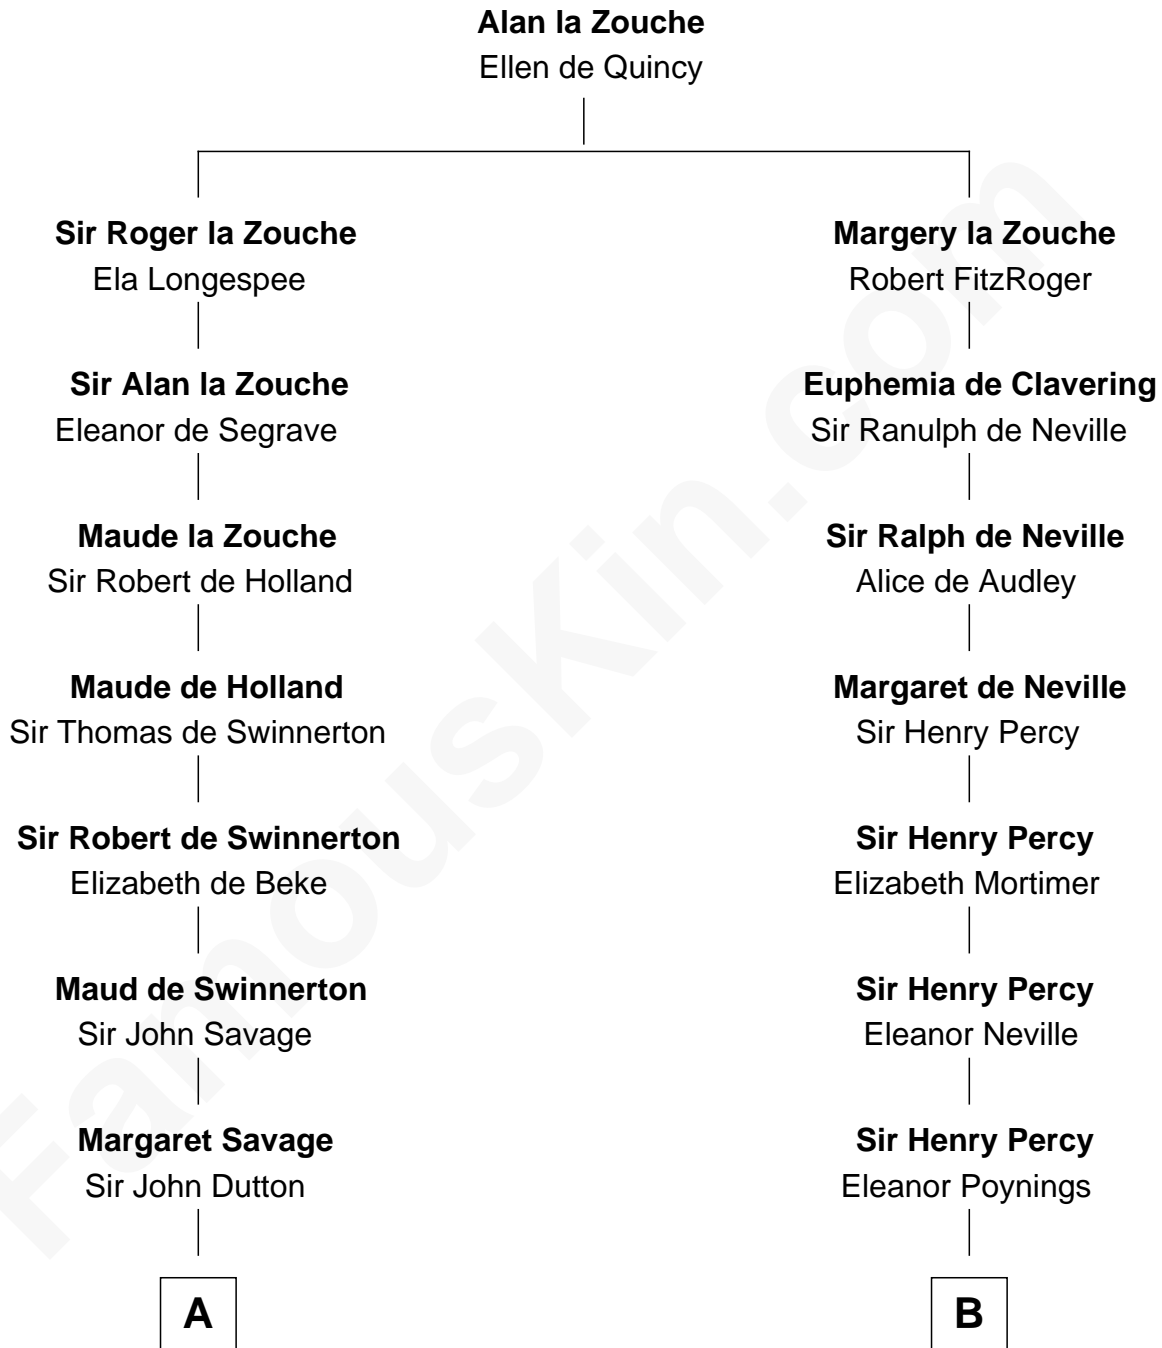 Alan la Zouche
Ellen de Quincy
Sir Roger la Zouche
Ela Longespee
Margery la Zouche
Robert FitzRoger
Sir Alan la Zouche
Eleanor de Segrave
Euphemia de Clavering
Sir Ranulph de Neville
Maude la Zouche
Sir Robert de Holland
Sir Ralph de Neville
Alice de Audley
Maude de Holland
Sir Thomas de Swinnerton
Margaret de Neville
Sir Henry Percy
Sir Robert de Swinnerton
Elizabeth de Beke
Sir Henry Percy
Elizabeth Mortimer
Maud de Swinnerton
Sir John Savage
Sir Henry Percy
Eleanor Neville
Margaret Savage
Sir John Dutton
Sir Henry Percy
Eleanor Poynings
A
B
FamousKin.com